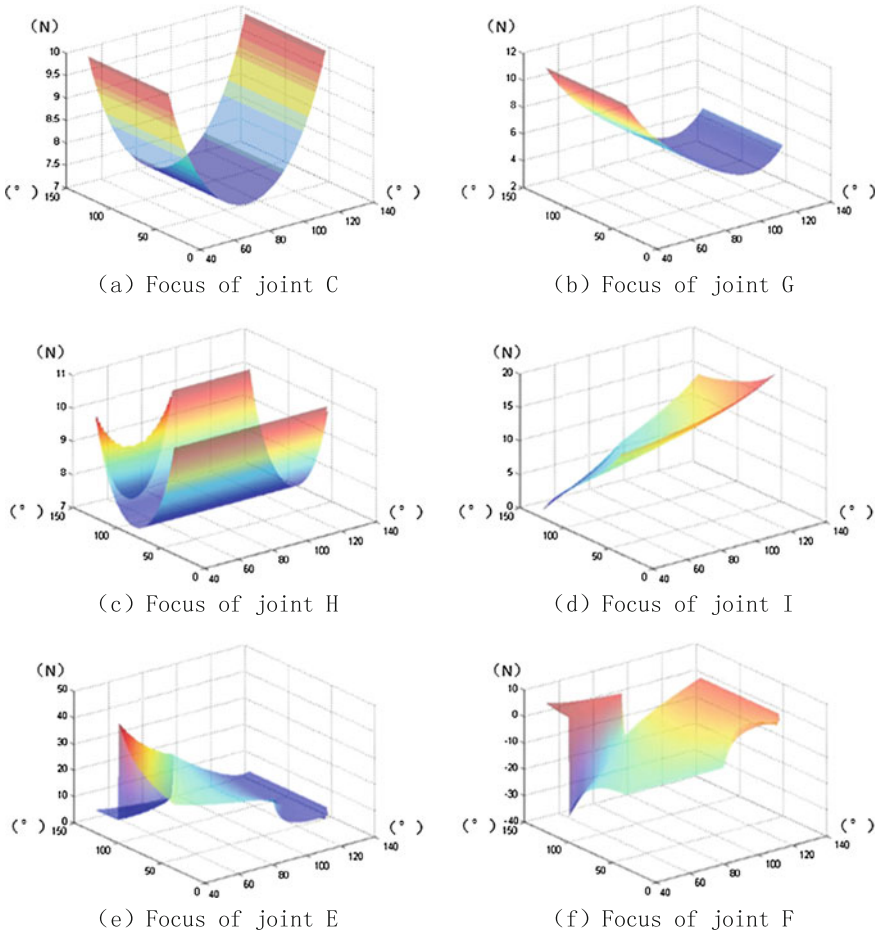 (N) (N)
10 9.5 9 8.5 8 7.5 7
12 10 8 6 4 2
(°) 150 100 50 0 40 60 80 100 120 140 (°)
(°) 150 100 50 0 40 60 80 100 120 140 (°)
(a) Focus of joint C
(b) Focus of joint G
(N) (N)
11 10 9 8 7
20 15 10 5 0
(°) 150 100 50 0 40 60 80 100 120 140 (°)
(°) 150 100 50 0 40 60 80 100 120 140 (°)
(c) Focus of joint H
(d) Focus of joint I
(N) (N)
50 40 30 20 10 0
10 0 -10 -20 -30 -40
(°) 150 100 50 0 40 60 80 100 120 140 (°)
(°) 150 100 50 0 40 60 80 100 120 140 (°)
(e) Focus of joint E
(f) Focus of joint F